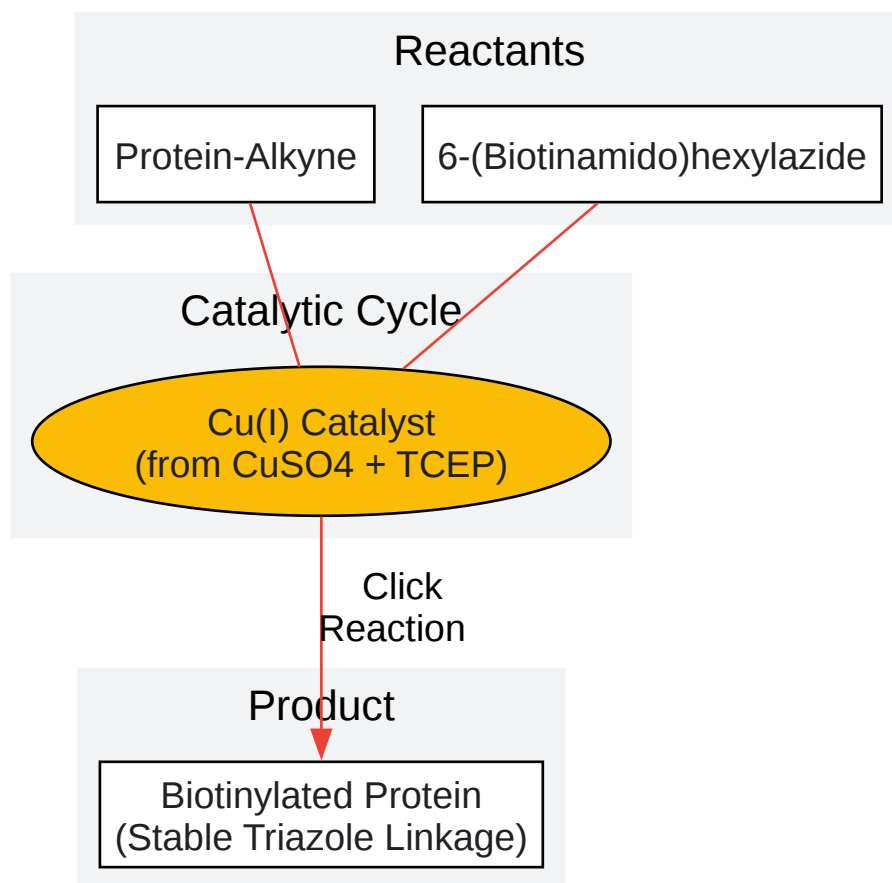 Reactants
Protein-Alkyne
6-(Biotinamido)hexylazide
Catalytic Cycle
Cu(I) Catalyst
(from CuSO4 + TCEP)
Click
Reaction
Product
Biotinylated Protein
(Stable Triazole Linkage)